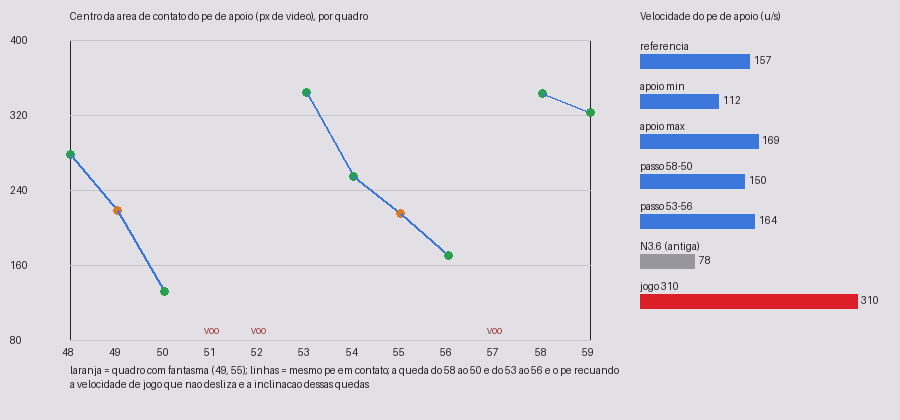 Centro da area de contato do pe de apoio (px de video), por quadro
400
320
240
160
80
voo
voo
voo
48 49 50 51 52 53 54 55 56 57 58 59
laranja = quadro com fantasma (49, 55); linhas = mesmo pe em contato; a queda do 58 ao 50 e do 53 ao 56 e o pe recuando
a velocidade de jogo que nao desliza e a inclinacao dessas quedas
Velocidade do pe de apoio (u/s)
referencia
157
apoio min
112
apoio max
169
passo 58-50
150
passo 53-56
164
N3.6 (antiga)
78
jogo 310
310